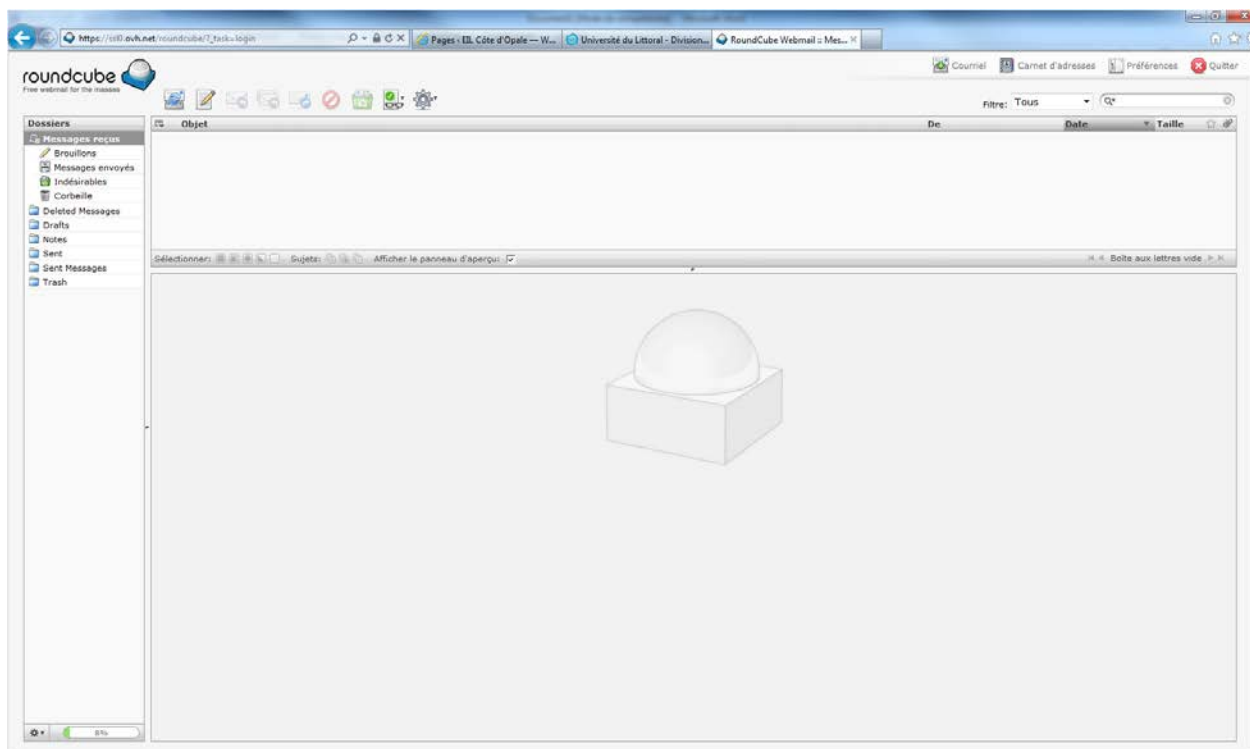 https://ssl0.ovh.net/roundcube/?_task=login
Pages ‹ EIL Côte d'Opale — W...
Université du Littoral - Division...
RoundCube Webmail :: Mes...
roundcube
Free webmail for the masses
Courriel
Carnet d'adresses
Préférences
Quitter
Filtre: Tous
Dossiers
Objet
De
Date
Taille
Messages reçus
Brouillons
Messages envoyés
Indésirables
Corbeille
Deleted Messages
Drafts
Notes
Sent
Sent Messages
Trash
Sélectionner:
Sujets:
Afficher le panneau d'aperçu:
Boîte aux lettres vide
8%